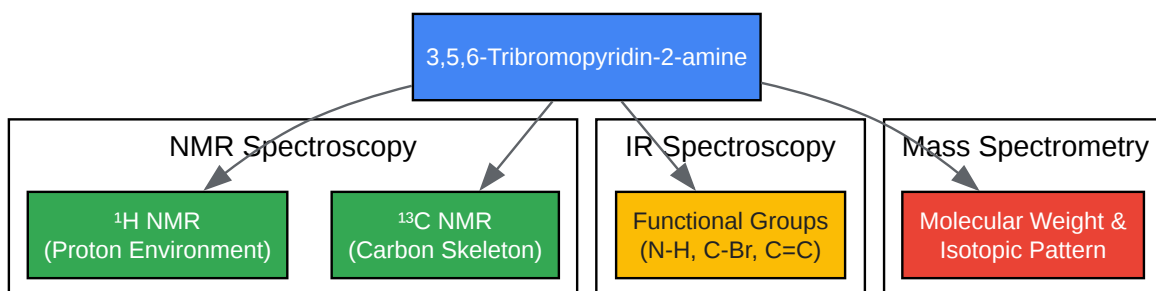 3,5,6-Tribromopyridin-2-amine
NMR Spectroscopy
IR Spectroscopy
Mass Spectrometry
¹H NMR
(Proton Environment)
¹³C NMR
(Carbon Skeleton)
Functional Groups
(N-H, C-Br, C=C)
Molecular Weight &
Isotopic Pattern